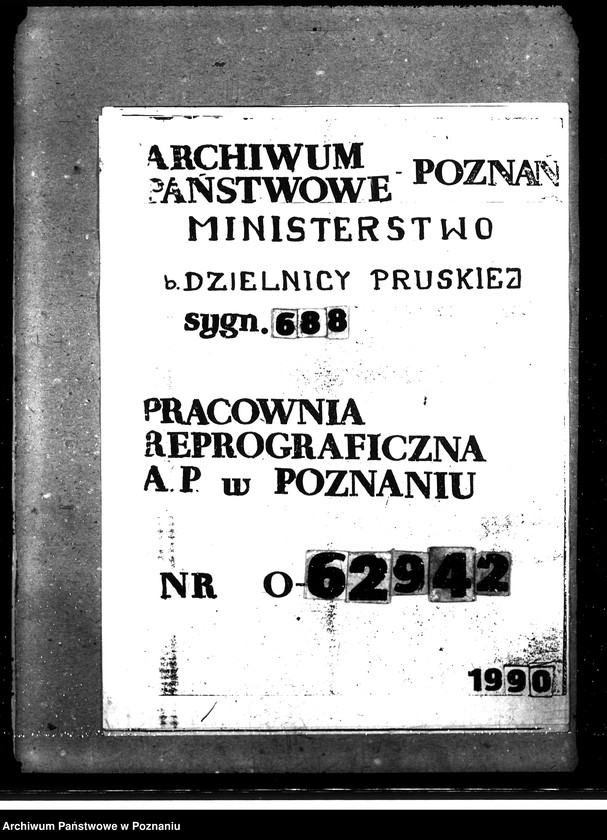 ARCHIWUM
PAŃSTWOWE - POZNAŃ
MINISTERSTWO
b. DZIELNICY PRUSKIEJ
sygn. 688
PRACOWNIA
REPROGRAFICZNA
A.P. w POZNANIU
NR O-62942
1990
Archiwum Państwowe w Poznaniu